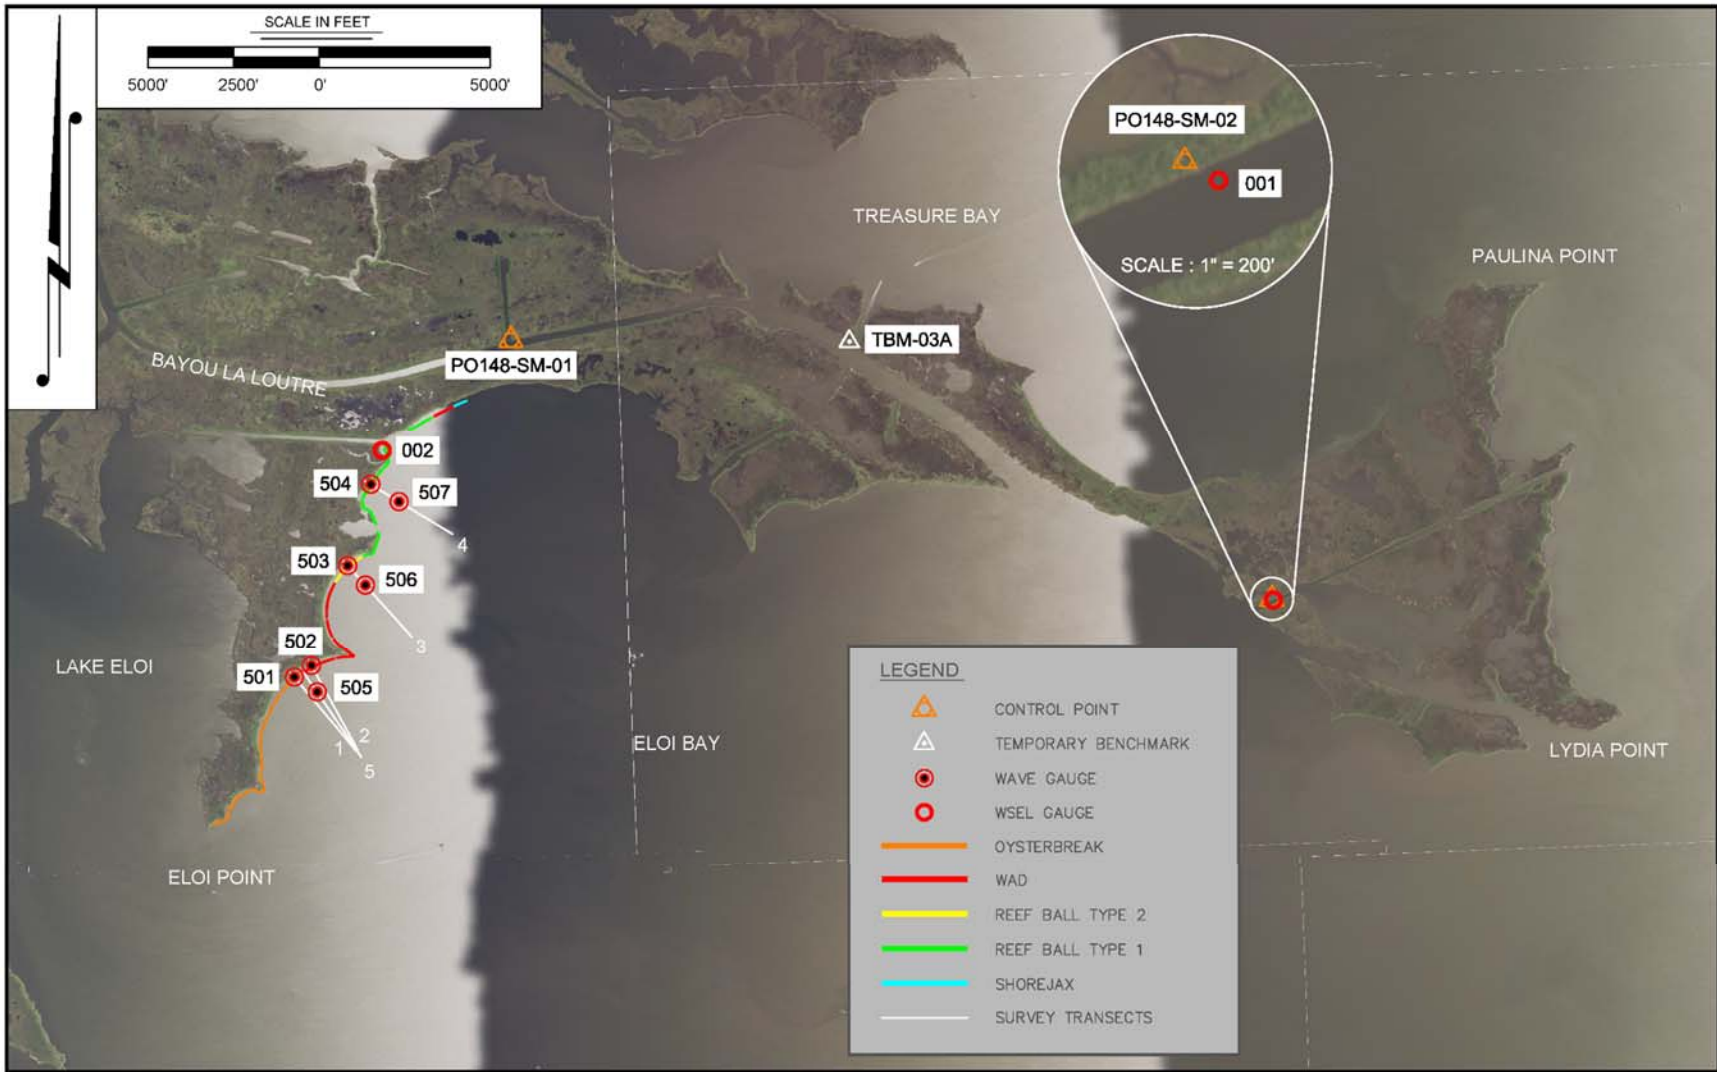 SCALE IN FEET
5000' 2500' 0' 5000'
PO148-SM-02
001
SCALE : 1" = 200'
TREASURE BAY
PAULINA POINT
TBM-03A
PO148-SM-01
BAYOU LA LOUTRE
002
504
507
4
503
506
3
502
501
505
2
1
5
LAKE ELOI
ELOI BAY
LYDIA POINT
ELOI POINT
LEGEND
CONTROL POINT
TEMPORARY BENCHMARK
WAVE GAUGE
WSEL GAUGE
OYSTERBREAK
WAD
REEF BALL TYPE 2
REEF BALL TYPE 1
SHOREJAX
SURVEY TRANSECTS